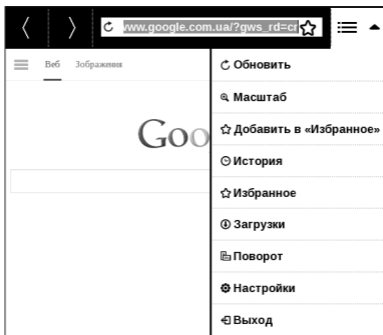 www.google.com.ua/?gws_rd=cr
Веб Зображення
Goo
Обновить
Масштаб
Добавить в «Избранное»
История
Избранное
Загрузки
Поворот
Настройки
Выход